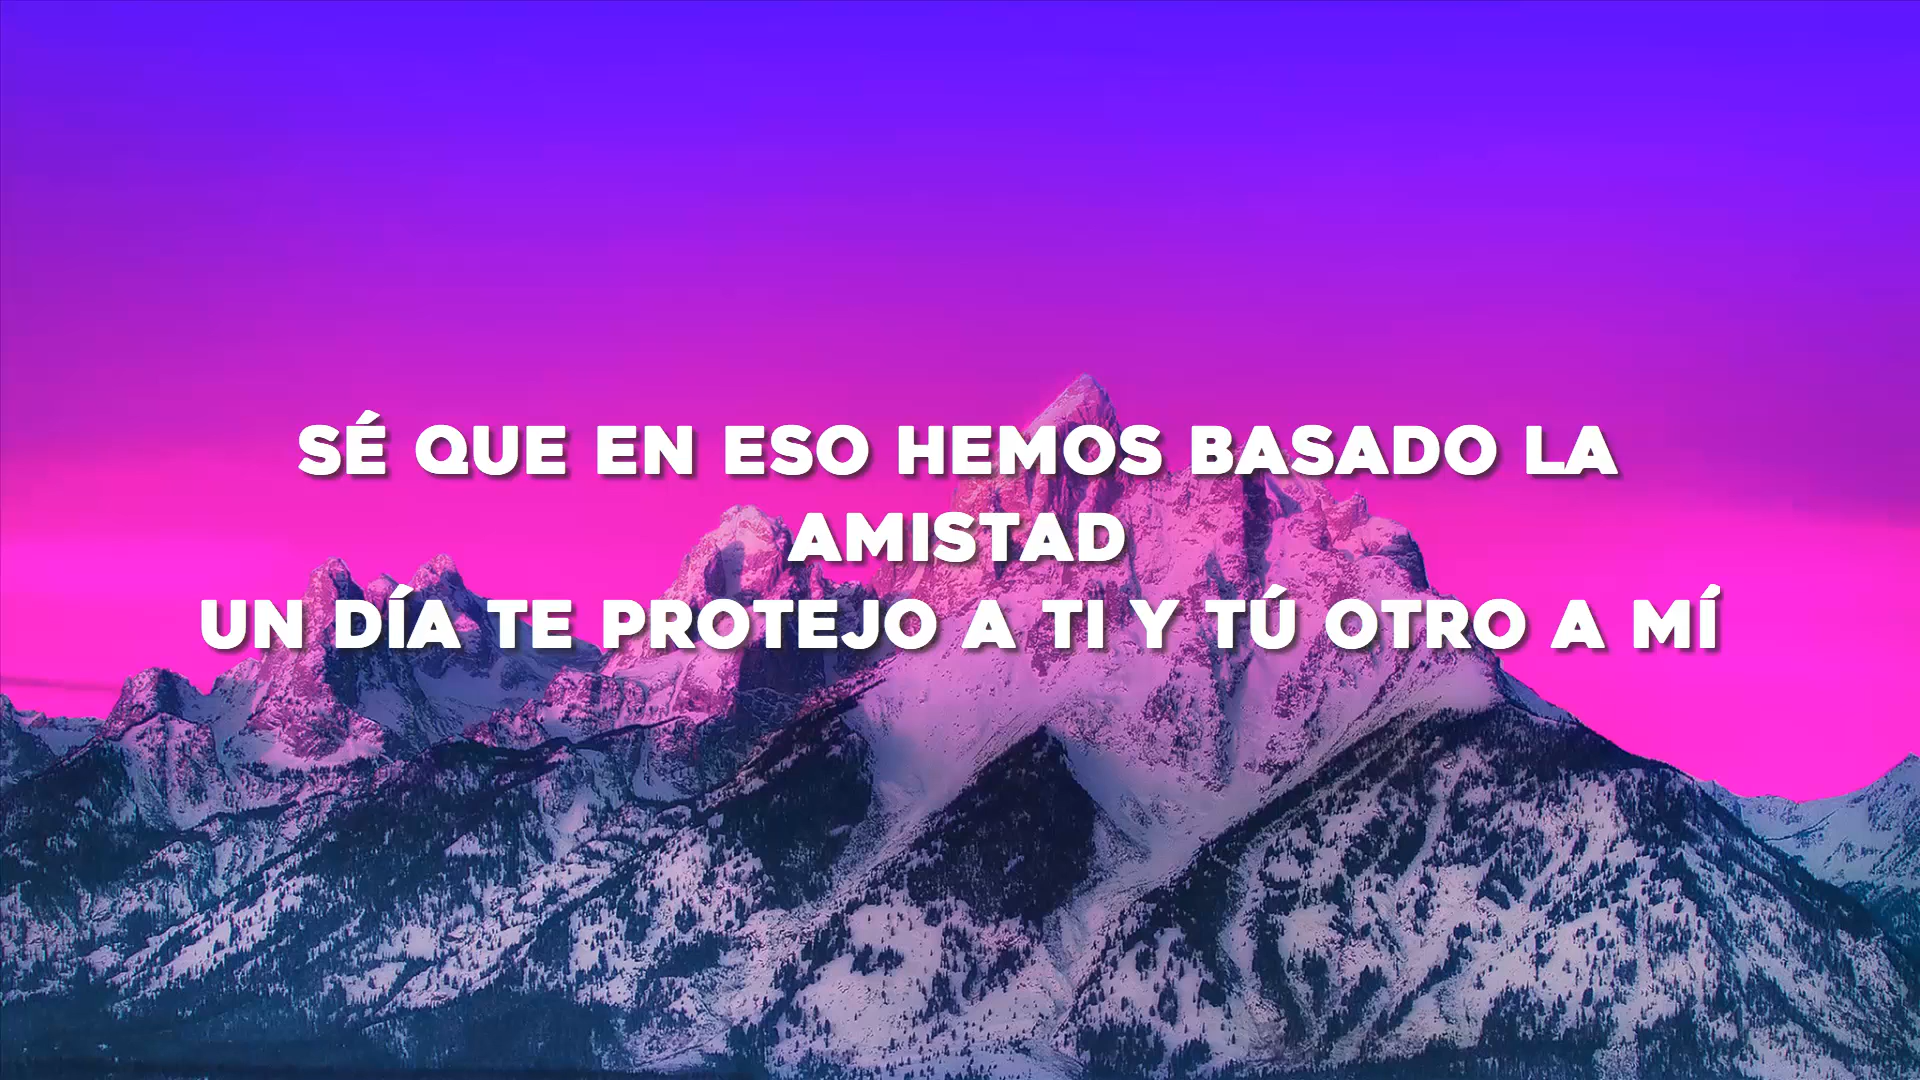 SÉ QUE EN ESO HEMOS BASADO LA
AMISTAD
UN DÍA TE PROTEJO A TI Y TÚ OTRO A MÍ